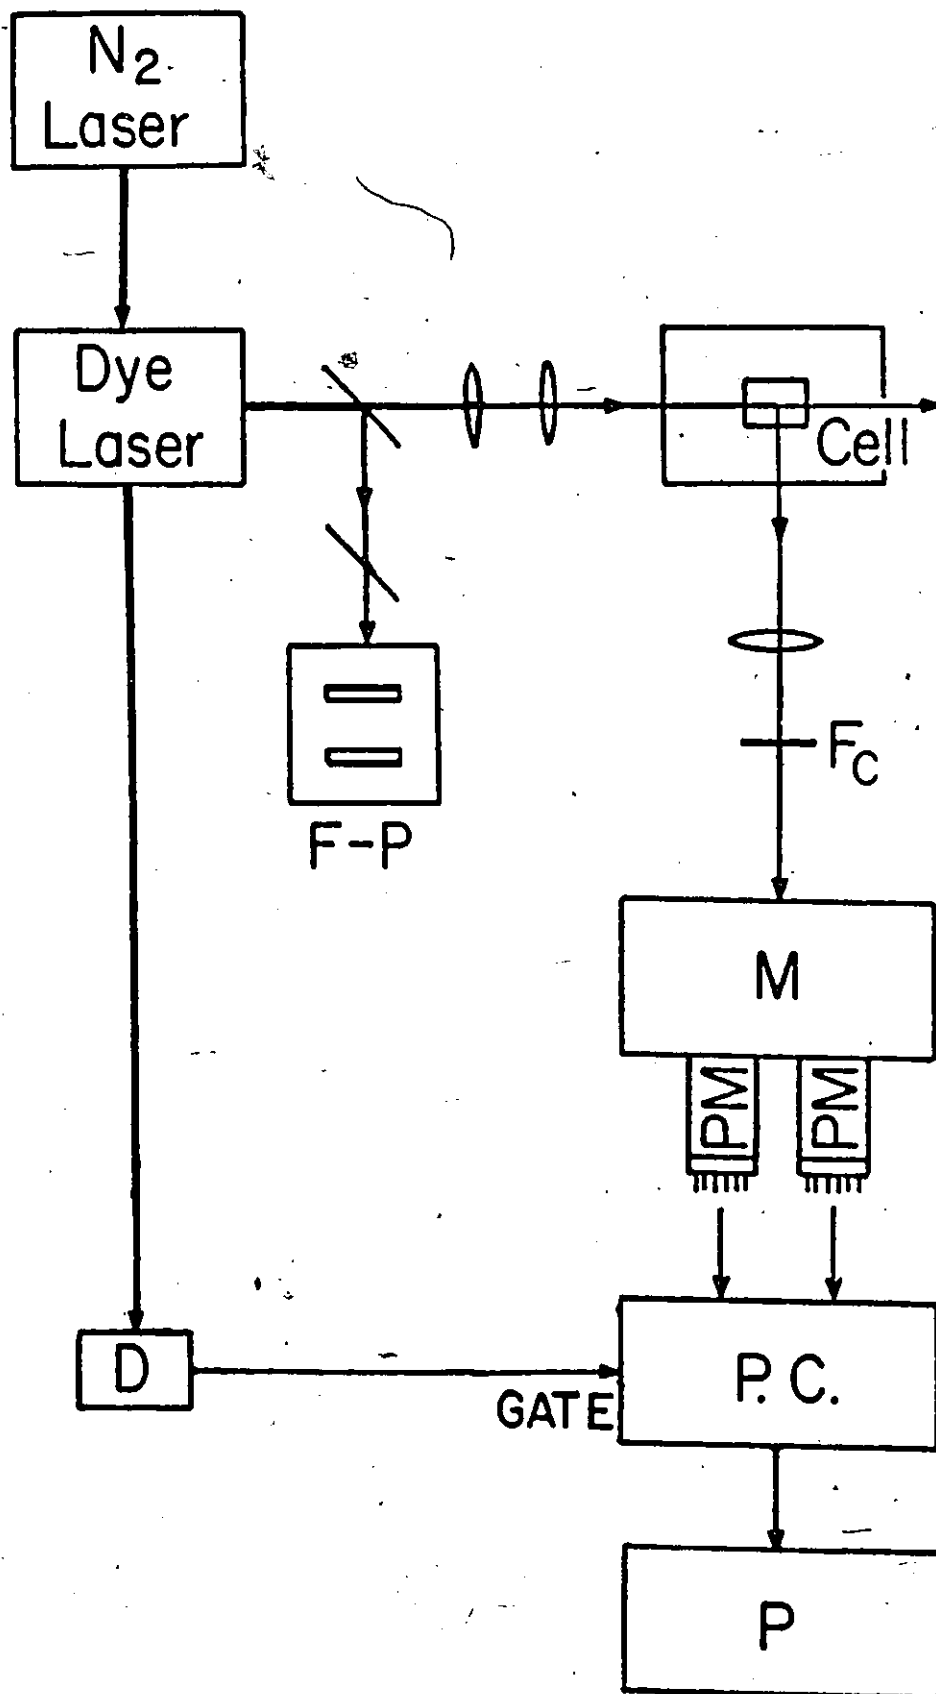 N2
Laser
Dye
Laser
Cell
FC
F-P
M
PM PM
D
GATE
P.C.
P